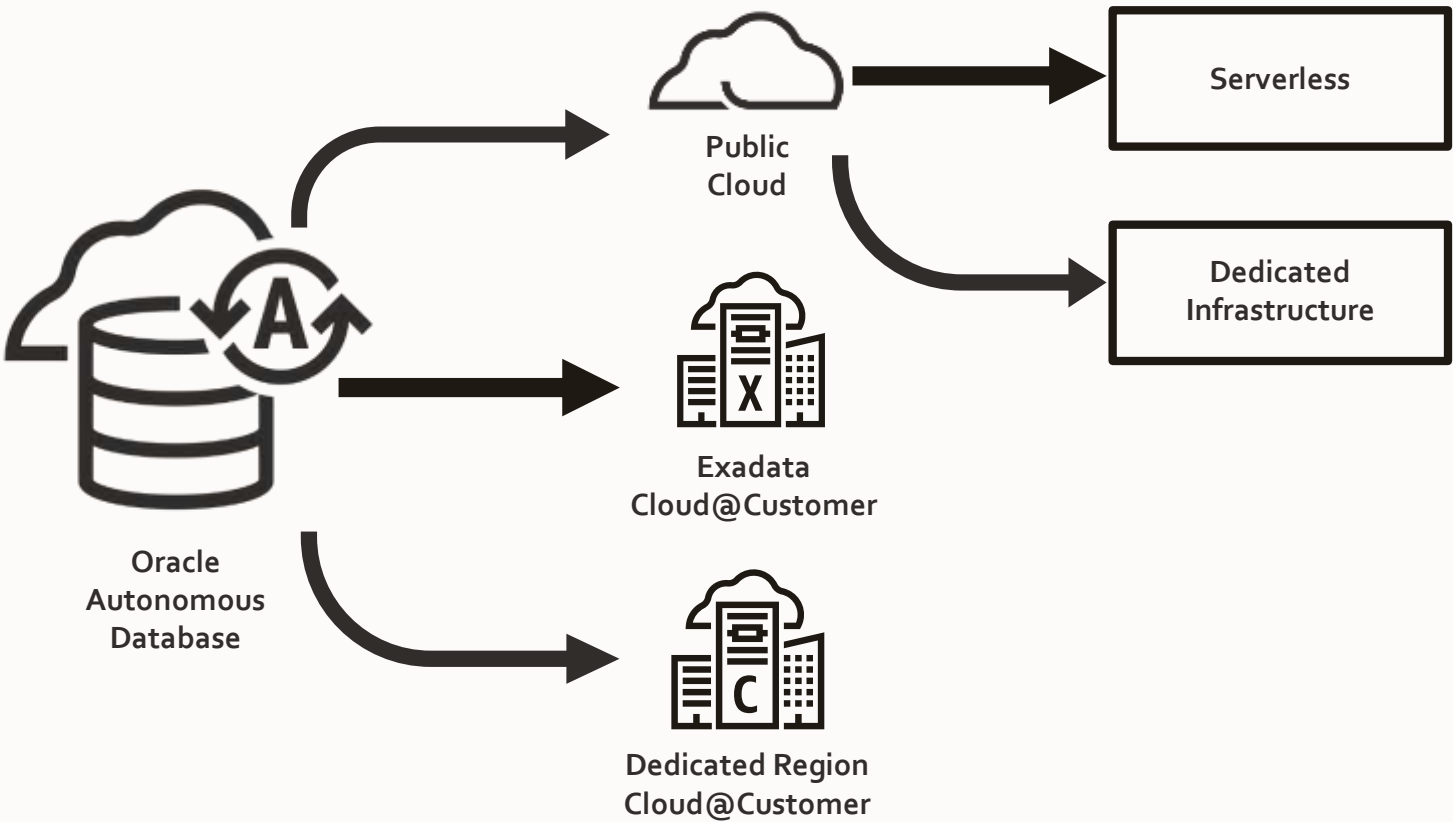 Serverless
Public
Cloud
Dedicated
Infrastructure
A
X
Exadata
Cloud@Customer
Oracle
Autonomous
Database
C
Dedicated Region
Cloud@Customer